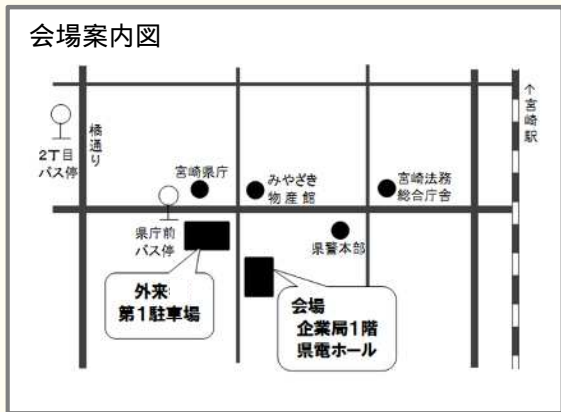 会場案内図
↑宮崎駅
橘通り
2丁目
バス停
宮崎県庁
みやざき
物産館
宮崎法務
総合庁舎
県庁前
バス停
県警本部
外来
第1駐車場
会場
企業局1階
県電ホール